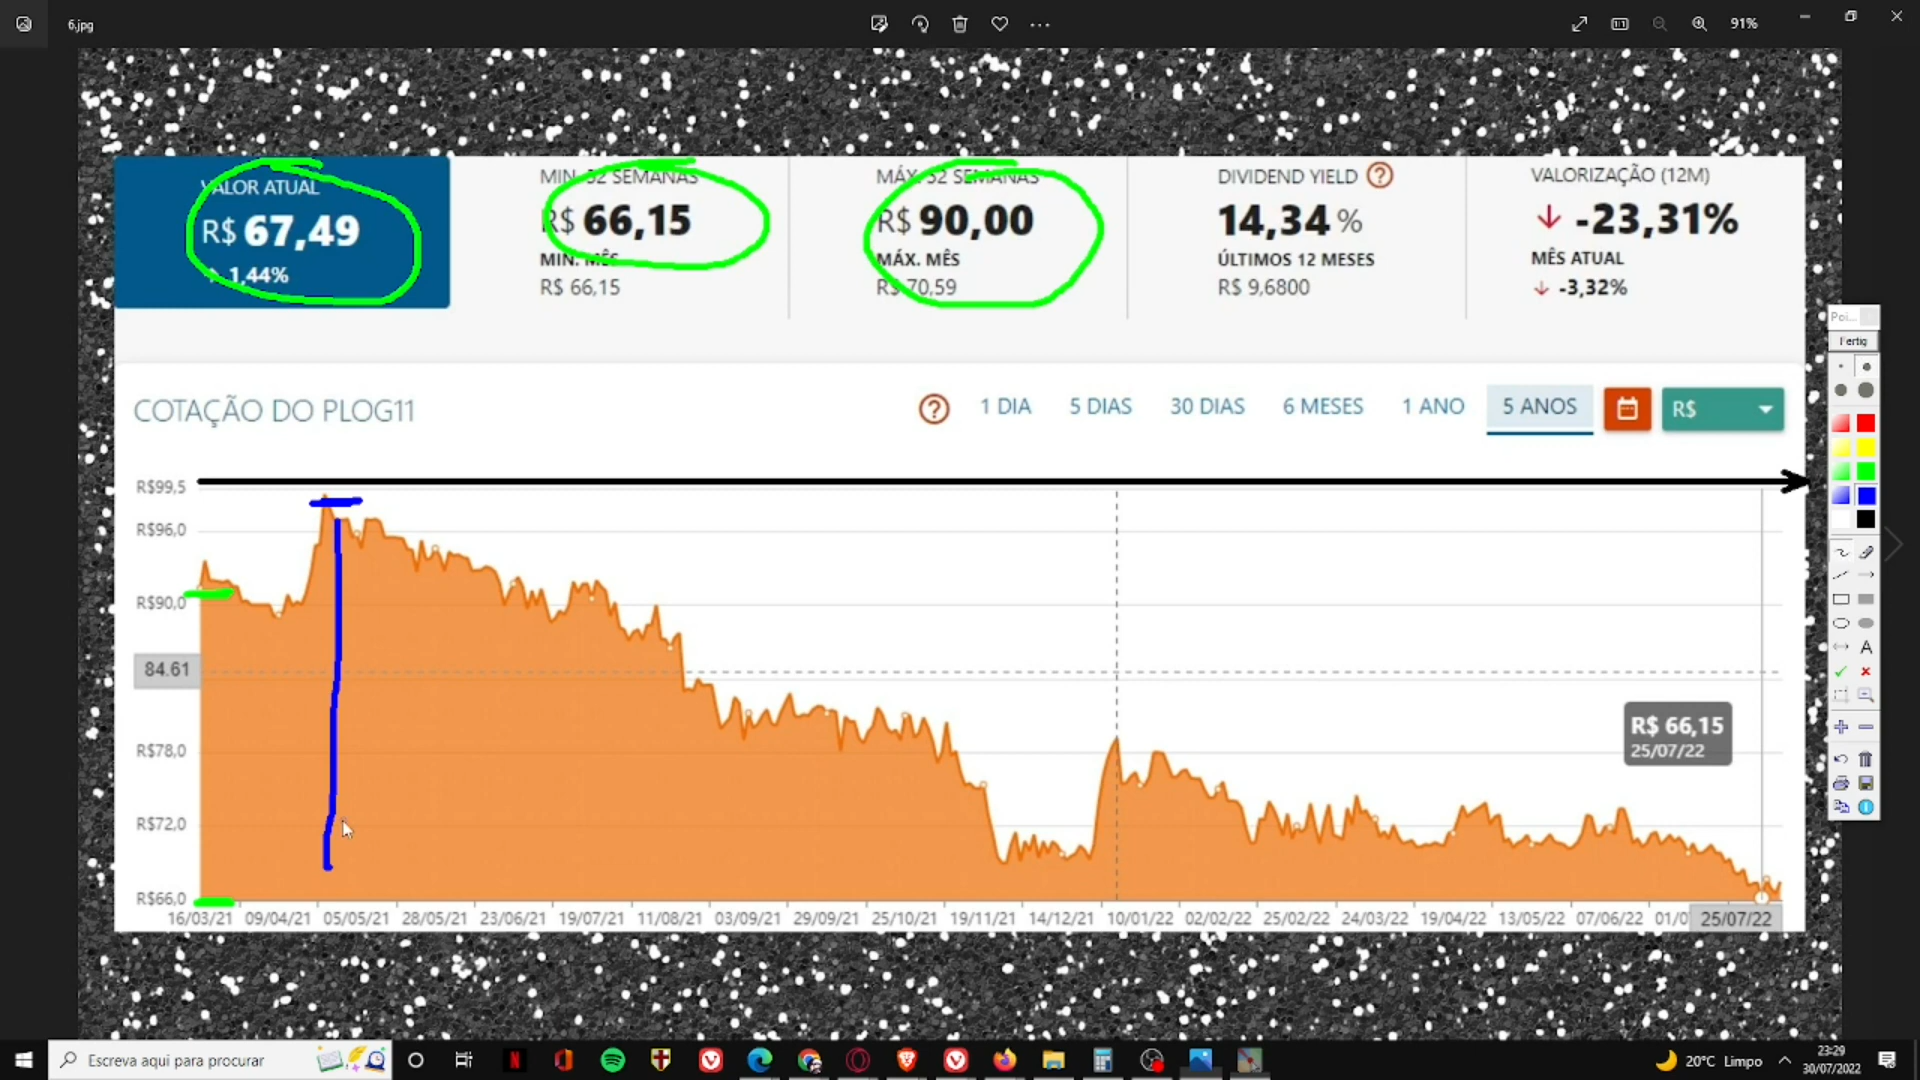 6.jpg
91%
VALOR ATUAL
R$ 67,49
1,44%
MIN. 52 SEMANAS
R$ 66,15
MIN. MÊS
R$ 66,15
MÁX. 52 SEMANAS
R$ 90,00
MÁX. MÊS
R$ 70,59
DIVIDEND YIELD ?
14,34 %
ÚLTIMOS 12 MESES
R$ 9,6800
VALORIZAÇÃO (12M)
-23,31%
MÊS ATUAL
-3,32%
Poi...
Fertig
COTAÇÃO DO PLOG11
? 1 DIA 5 DIAS 30 DIAS 6 MESES 1 ANO 5 ANOS R$
R$99,5
R$96,0
R$90,0
84.61
R$78,0
R$72,0
R$66,0
R$ 66,15
25/07/22
16/03/21 09/04/21 05/05/21 28/05/21 23/06/21 19/07/21 11/08/21 03/09/21 29/09/21 25/10/21 19/11/21 14/12/21 10/01/22 02/02/22 25/02/22 24/03/22 19/04/22 13/05/22 07/06/22 01/0 25/07/22
A
Escreva aqui para procurar
20°C Limpo
23:29
30/07/2022